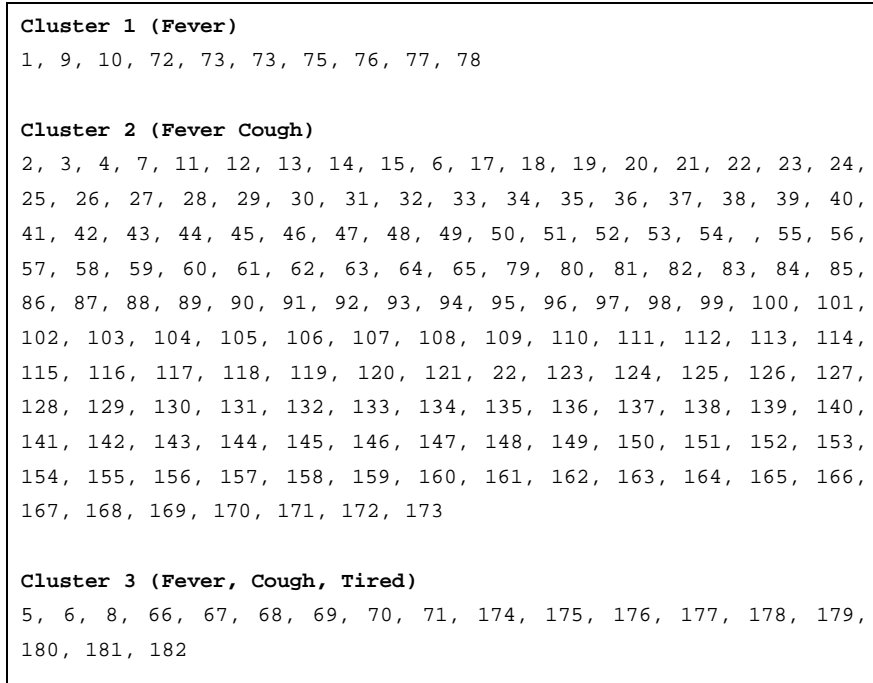 Cluster 1 (Fever)
1, 9, 10, 72, 73, 73, 75, 76, 77, 78
Cluster 2 (Fever Cough)
2, 3, 4, 7, 11, 12, 13, 14, 15, 6, 17, 18, 19, 20, 21, 22, 23, 24,
25, 26, 27, 28, 29, 30, 31, 32, 33, 34, 35, 36, 37, 38, 39, 40,
41, 42, 43, 44, 45, 46, 47, 48, 49, 50, 51, 52, 53, 54, , 55, 56,
57, 58, 59, 60, 61, 62, 63, 64, 65, 79, 80, 81, 82, 83, 84, 85,
86, 87, 88, 89, 90, 91, 92, 93, 94, 95, 96, 97, 98, 99, 100, 101,
102, 103, 104, 105, 106, 107, 108, 109, 110, 111, 112, 113, 114,
115, 116, 117, 118, 119, 120, 121, 22, 123, 124, 125, 126, 127,
128, 129, 130, 131, 132, 133, 134, 135, 136, 137, 138, 139, 140,
141, 142, 143, 144, 145, 146, 147, 148, 149, 150, 151, 152, 153,
154, 155, 156, 157, 158, 159, 160, 161, 162, 163, 164, 165, 166,
167, 168, 169, 170, 171, 172, 173
Cluster 3 (Fever, Cough, Tired)
5, 6, 8, 66, 67, 68, 69, 70, 71, 174, 175, 176, 177, 178, 179,
180, 181, 182